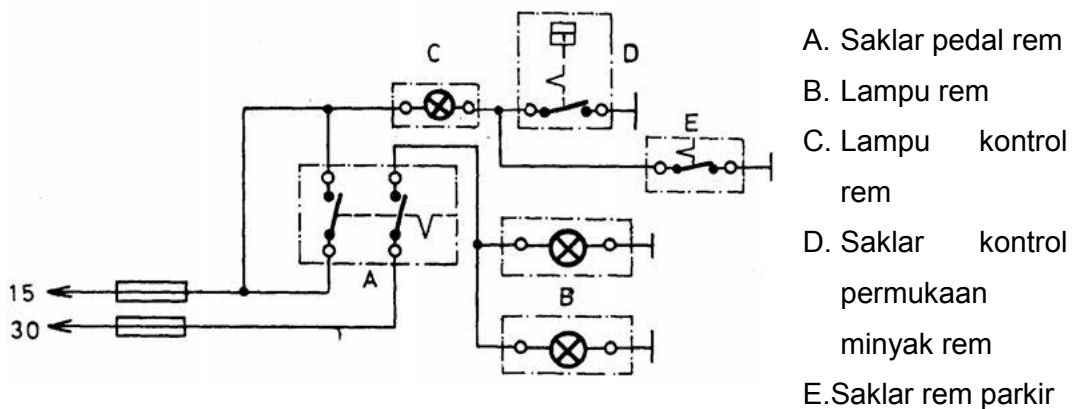 C
D
E
A
B
15
30
A. Saklar pedal rem
B. Lampu rem
C. Lampu kontrol
rem
D. Saklar kontrol
permukaan
minyak rem
E.Saklar rem parkir